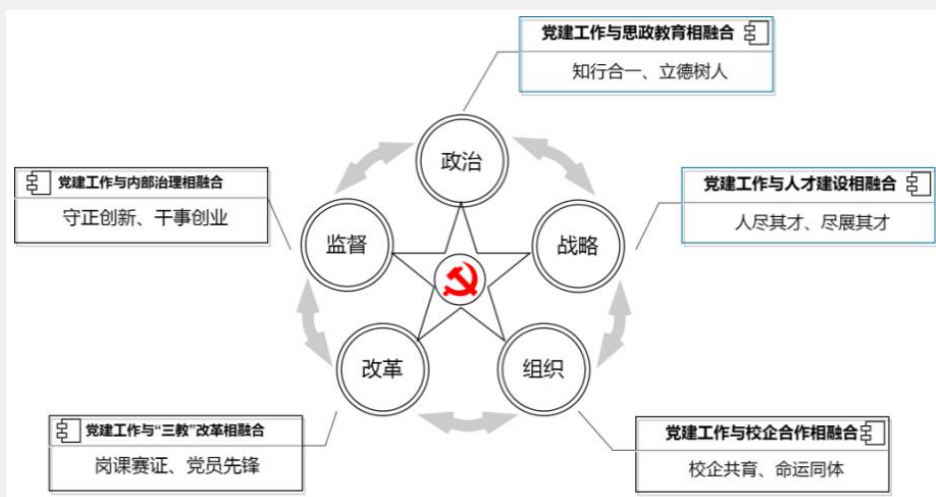 党建工作与思政教育相融合
知行合一、立德树人
政治
党建工作与内部治理相融合
守正创新、干事创业
党建工作与人才建设相融合
人尽其才、尽展其才
监督
战略
改革
组织
党建工作与“三教”改革相融合
岗课赛证、党员先锋
党建工作与校企合作相融合
校企共育、命运同体